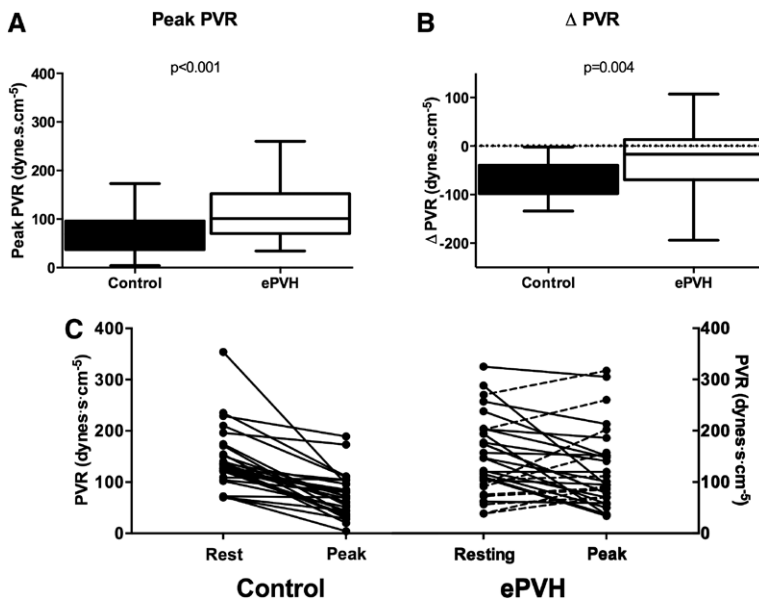 A
Peak PVR
p<0.001
Peak PVR (dyne.s.cm-5)
400
300
200
100
0
Control
ePVH
B
Δ PVR
p=0.004
Δ PVR (dyne.s.cm-5)
100
0
-100
-200
Control
ePVH
C
PVR (dynes·s·cm-5)
400
300
200
100
0
Rest
Peak
Resting
Peak
400
300
200
100
0
PVR (dynes·s·cm-5)
Control
ePVH